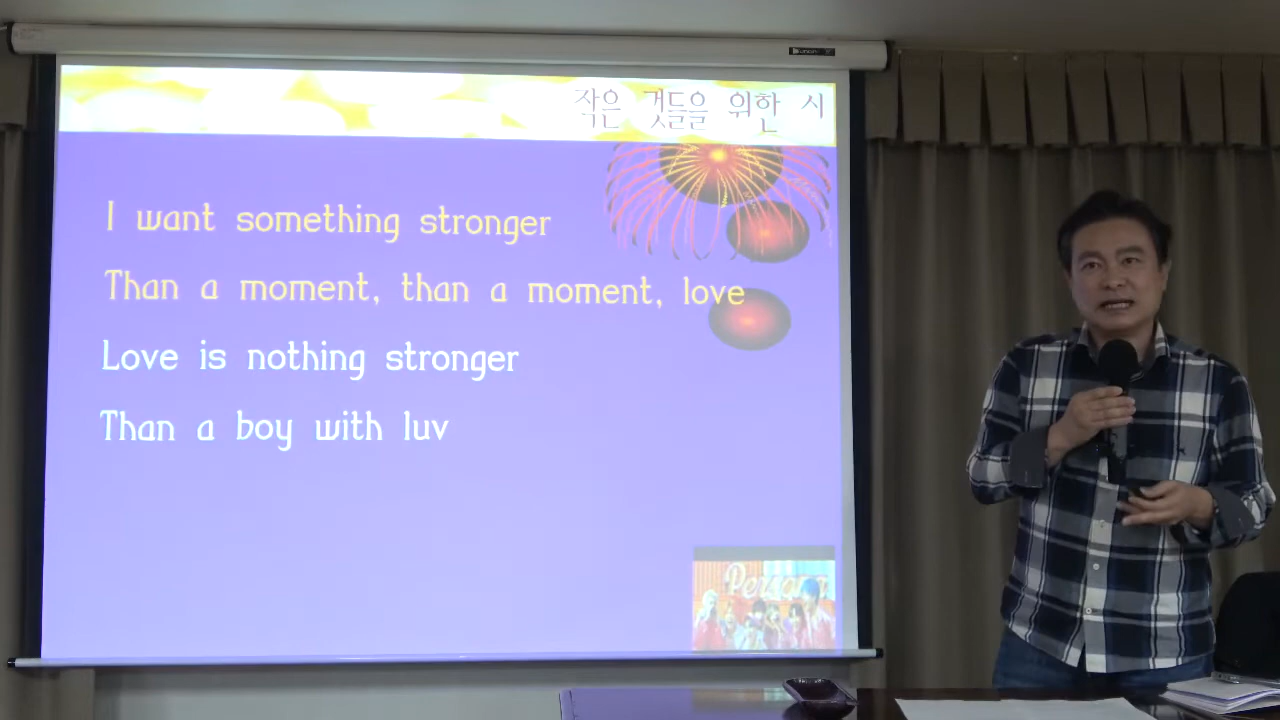 작은 것들을 위한 시
I want something stronger
Than a moment, than a moment, love
Love is nothing stronger
Than a boy with luv
Persona